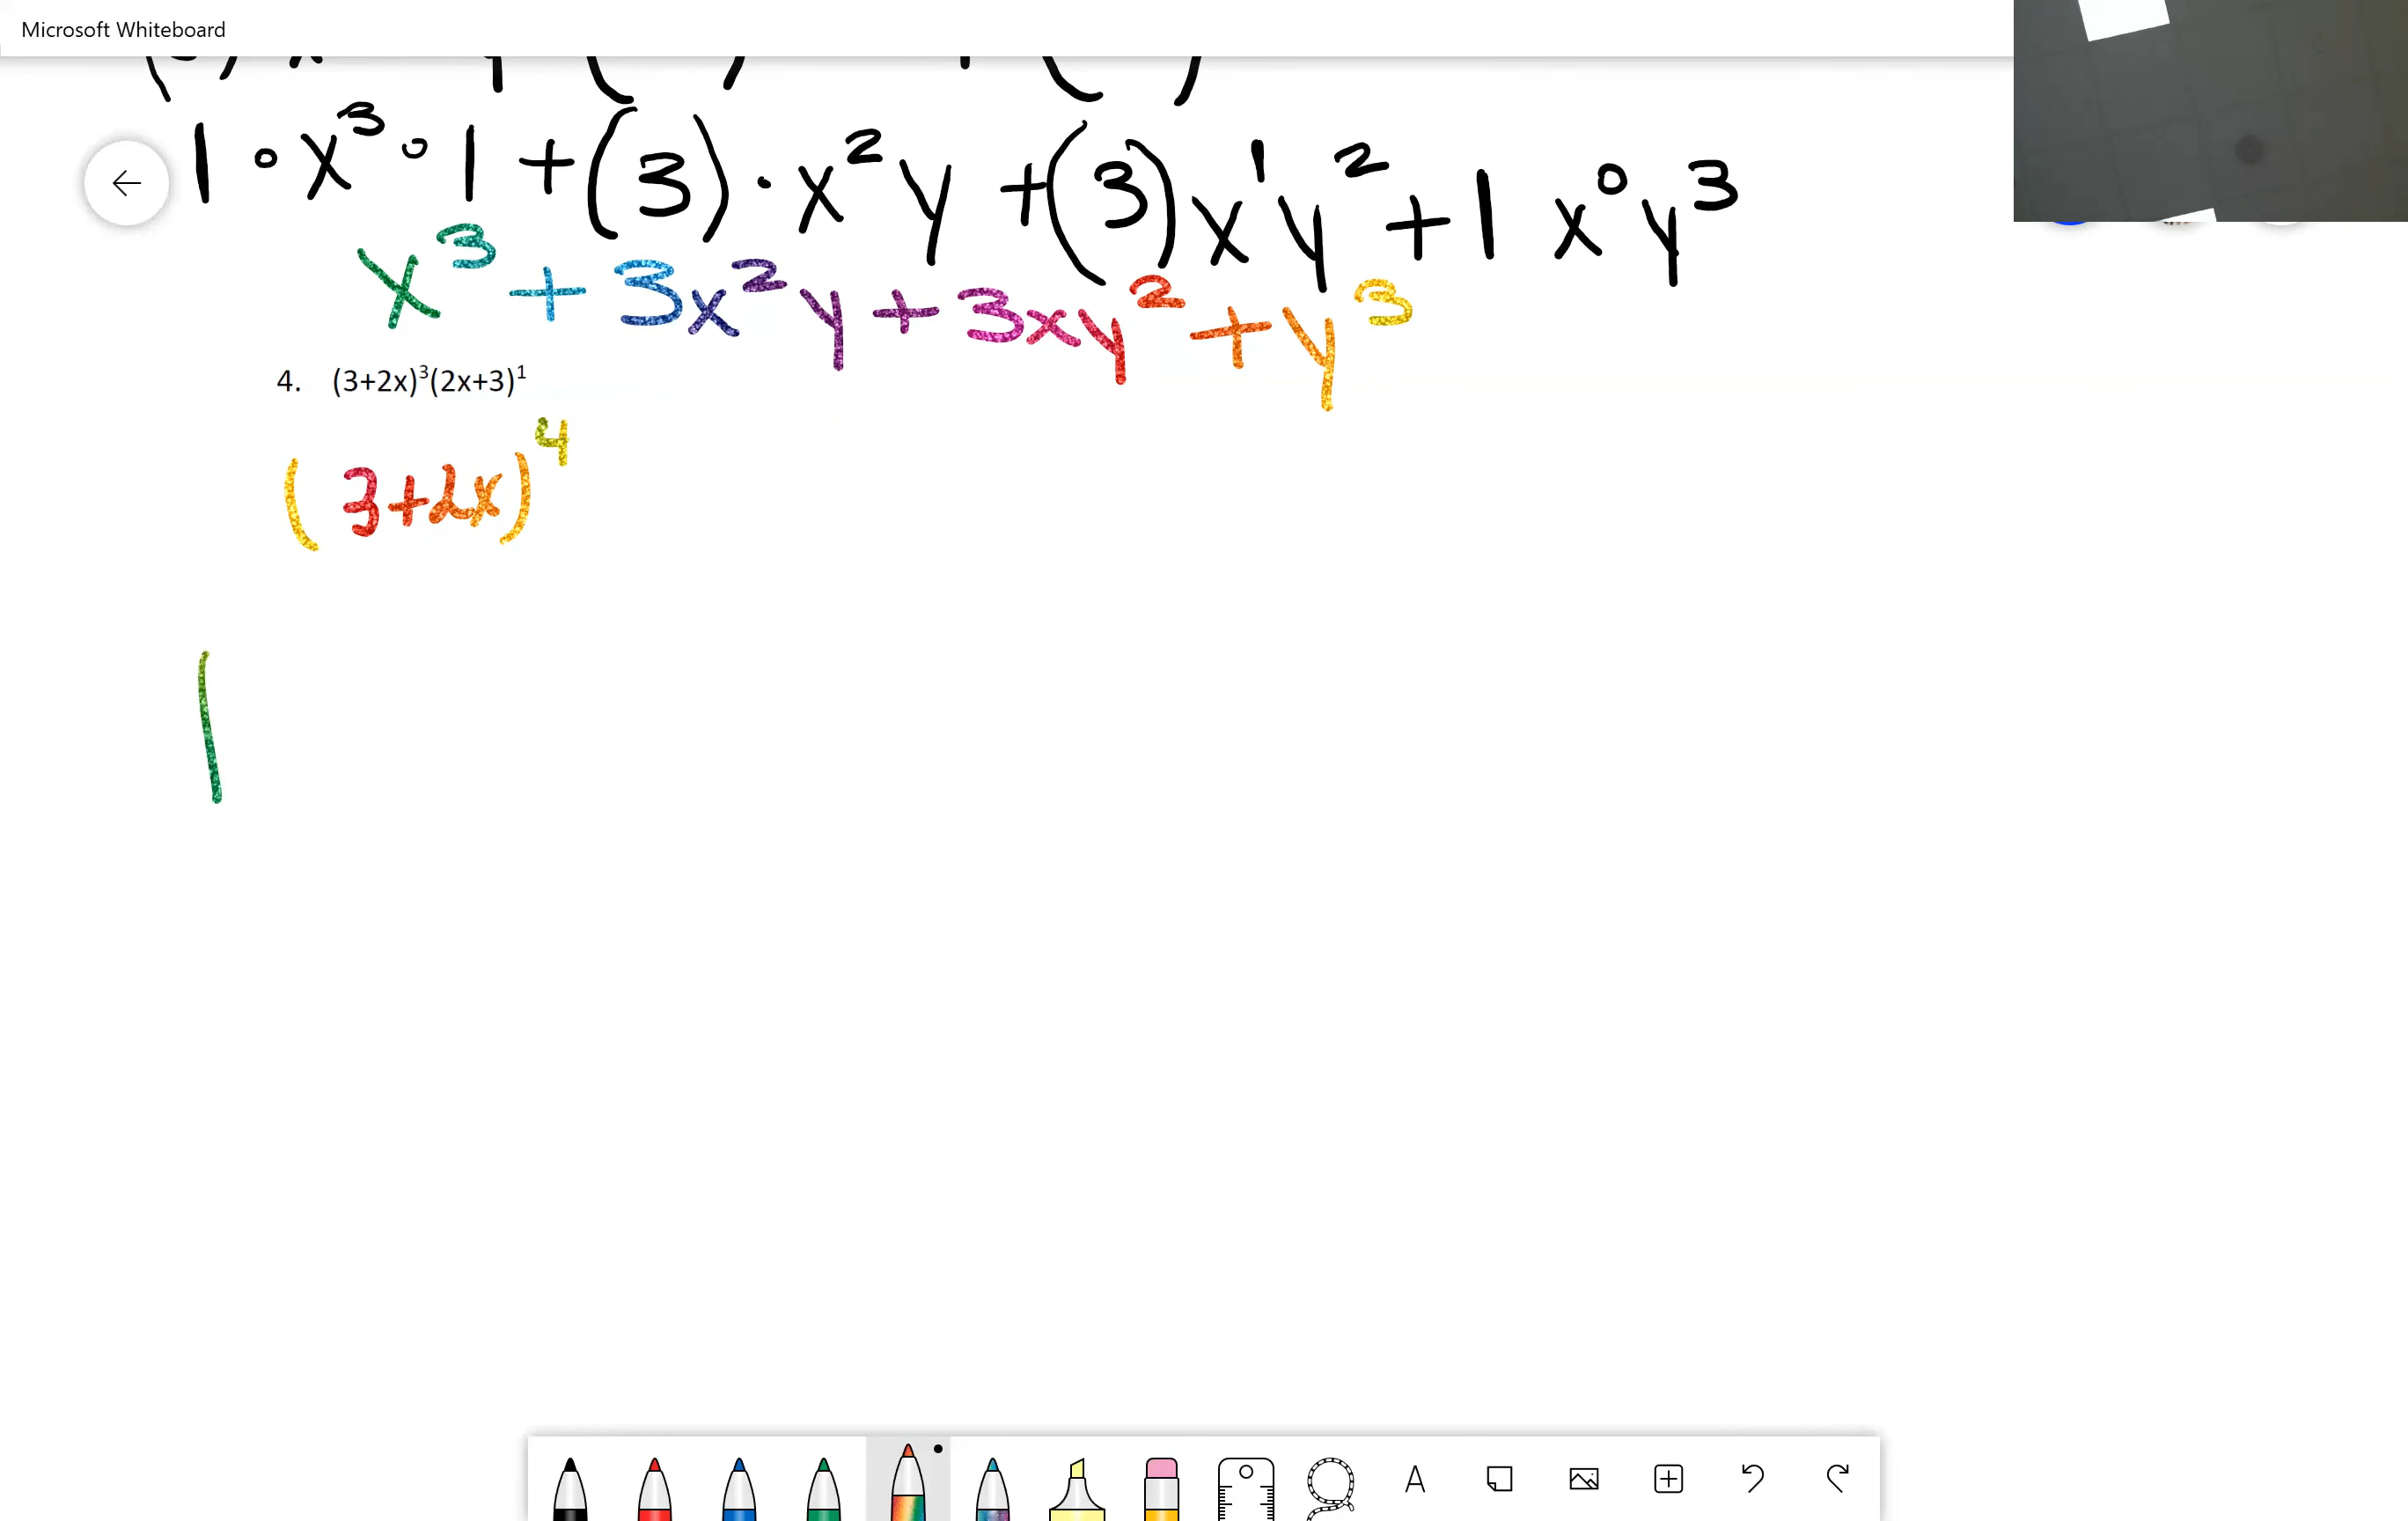 Microsoft Whiteboard
1 · x³ · 1 + (3) · x²y + (3) x¹y² + 1 x⁰y³
x³ + 3x²y + 3xy² + y³
4. (3+2x)³(2x+3)¹
(3+2x)⁴
A